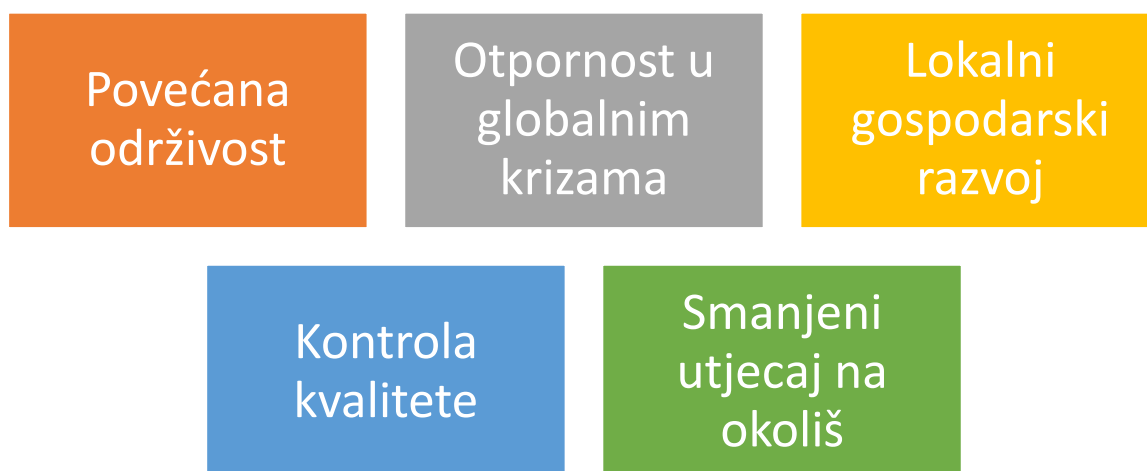 Povećana
održivost
Otpornost u
globalnim
krizama
Lokalni
gospodarski
razvoj
Kontrola
kvalitete
Smanjeni
utjecaj na
okoliš